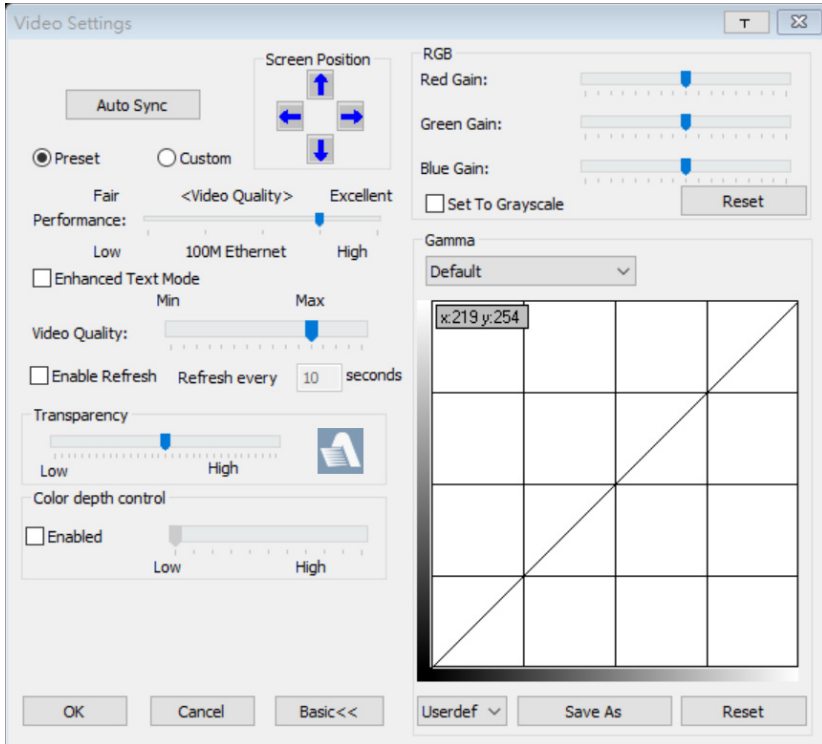 Video Settings
T
Auto Sync
Screen Position
Preset
Custom
Fair <Video Quality> Excellent
Performance:
Low 100M Ethernet High
Enhanced Text Mode
Min Max
Video Quality:
Enable Refresh Refresh every 10 seconds
Transparency
Low High
Color depth control
Enabled
Low High
OK Cancel Basic<<
RGB
Red Gain:
Green Gain:
Blue Gain:
Set To Grayscale Reset
Gamma
Default
x:219 y:254
Userdef Save As Reset